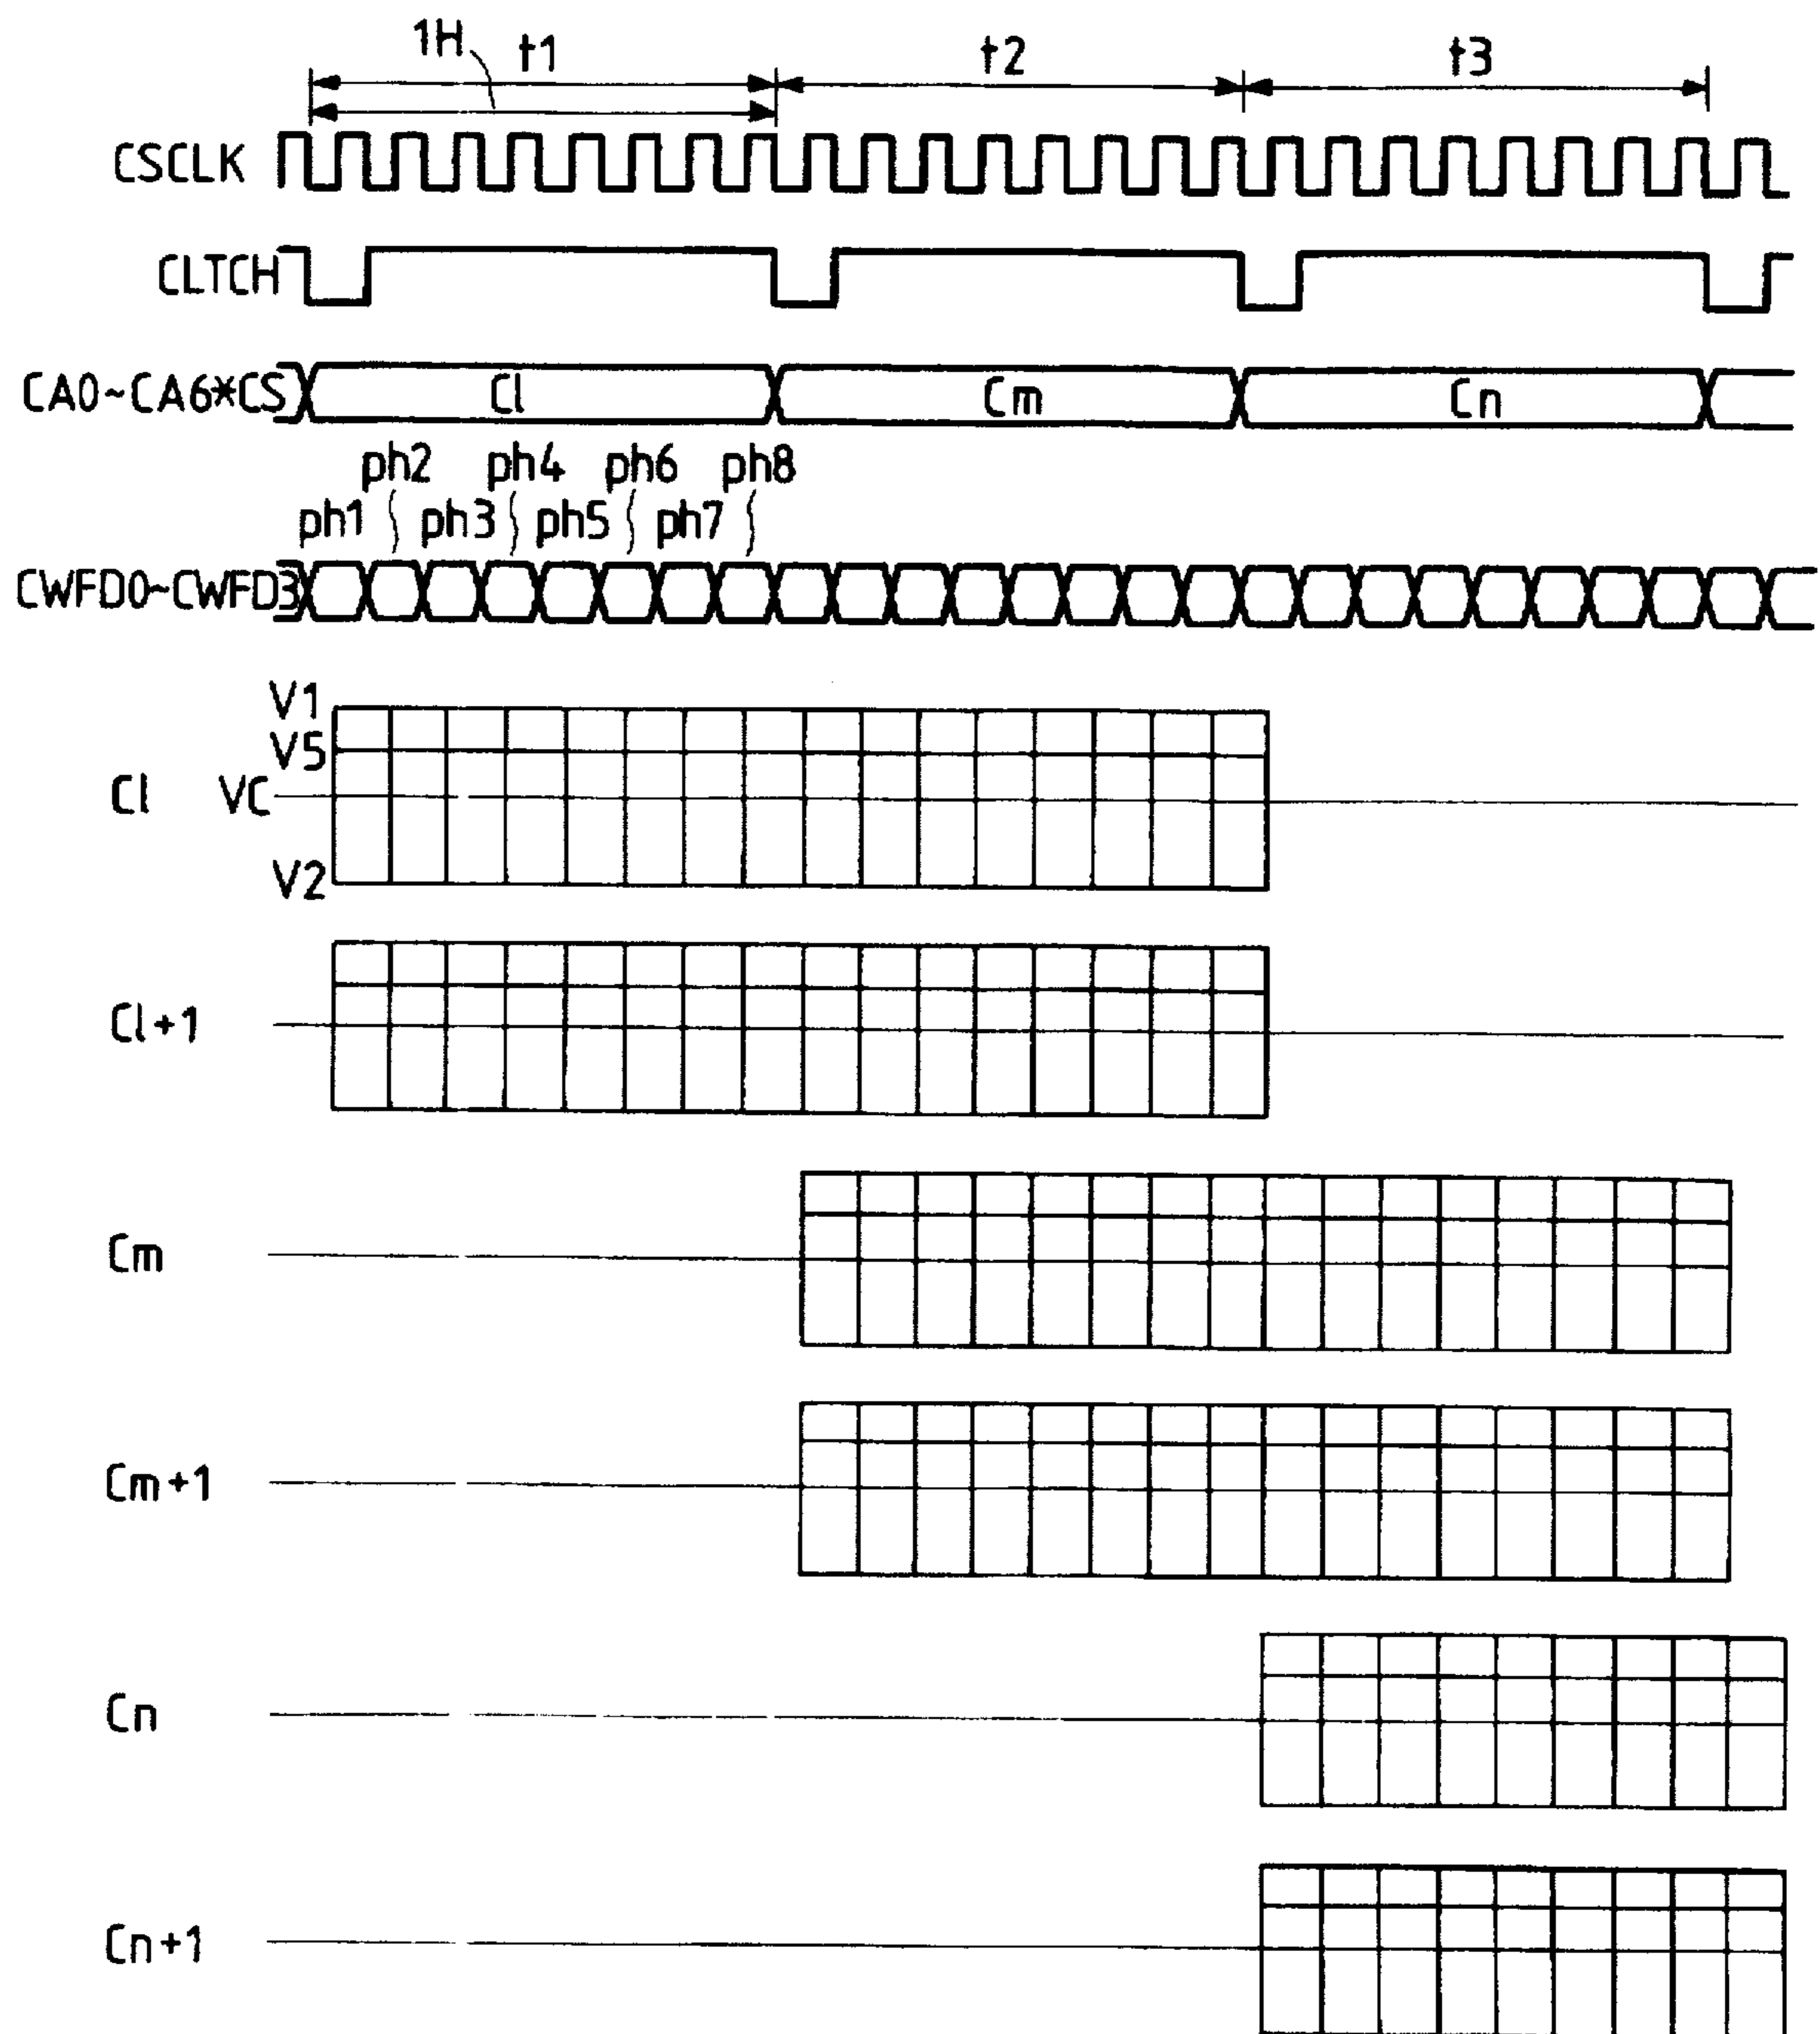 1H t1 t2 t3
CSCLK
CLTCH
CA0~CA6*CS Cl Cm Cn
ph2 ph4 ph6 ph8
ph1 ph3 ph5 ph7
CWFD0~CWFD3
V1
V5
Cl VC
V2
Cl+1
Cm
Cm+1
Cn
Cn+1